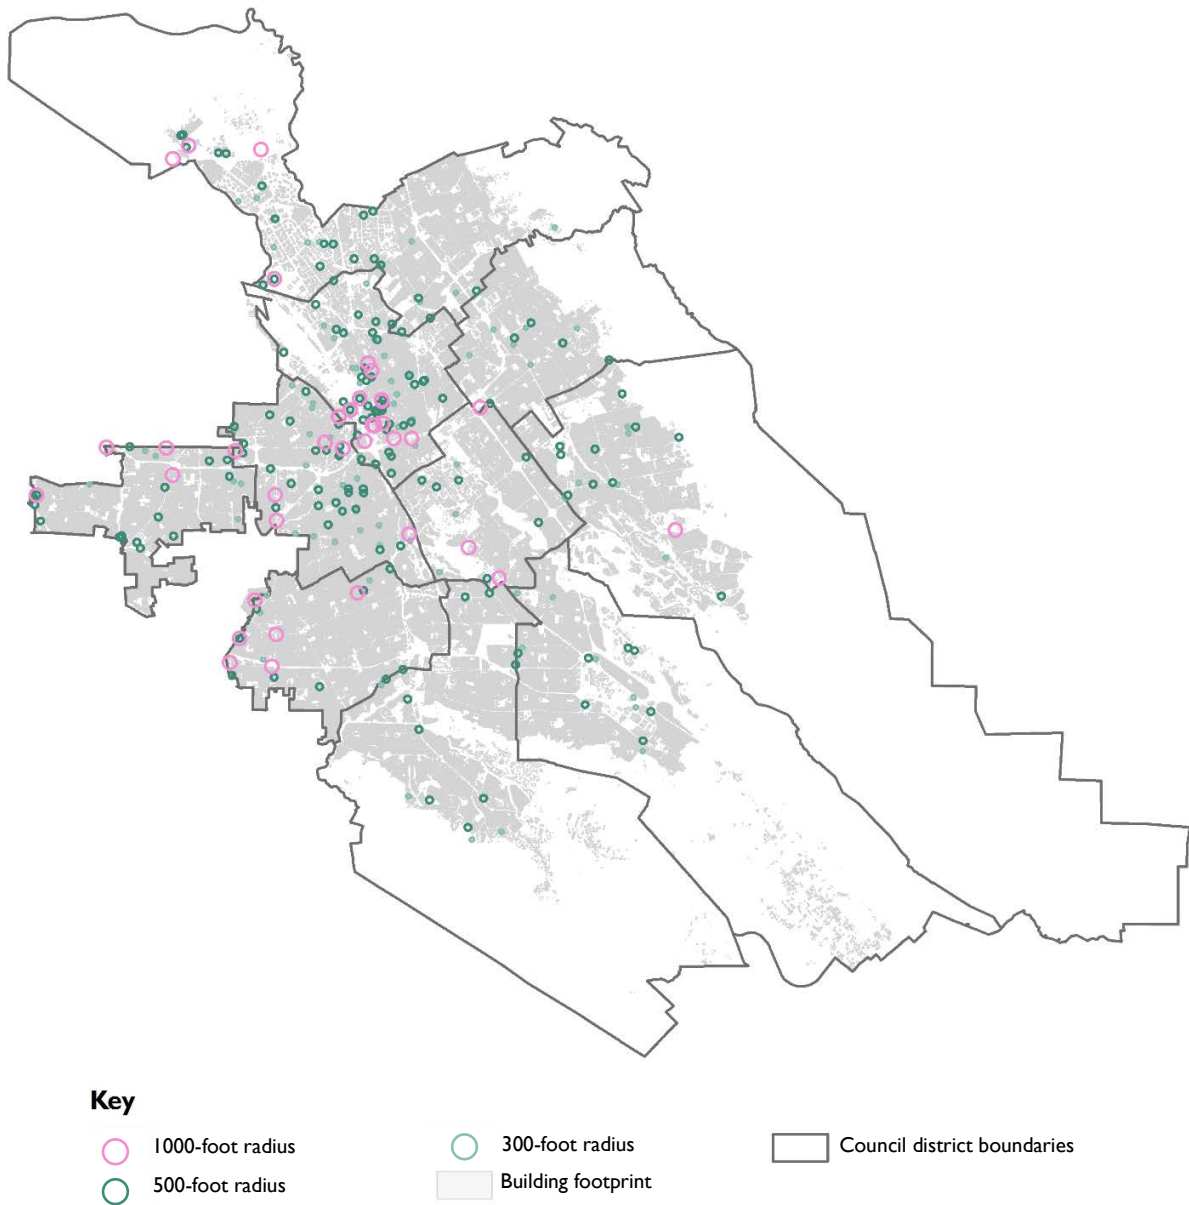 Key
1000-foot radius
500-foot radius
300-foot radius
Building footprint
Council district boundaries